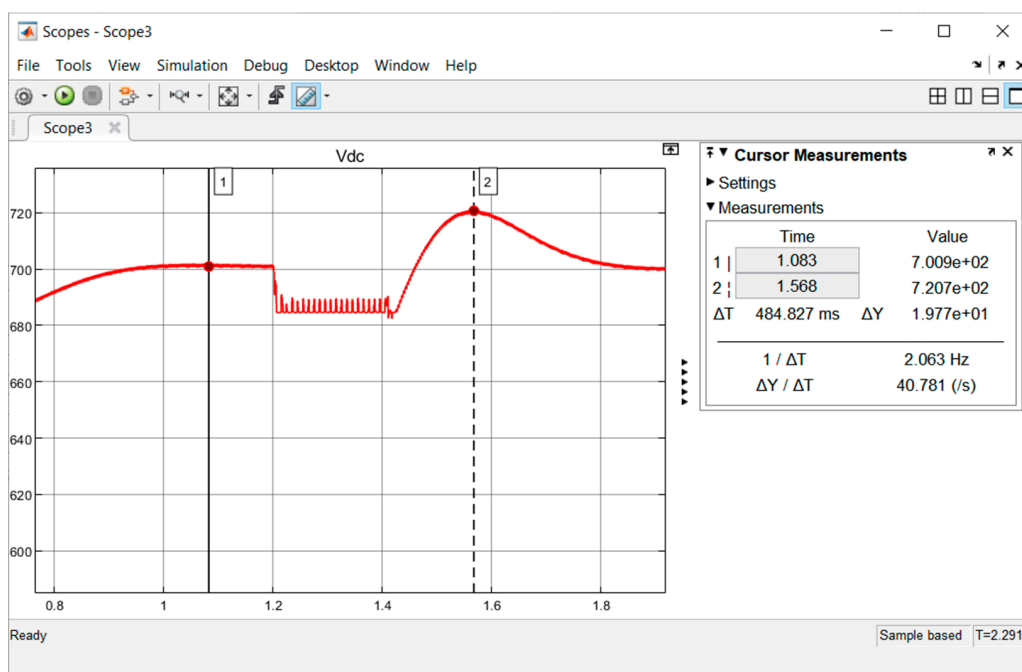 Scopes - Scope3
File Tools View Simulation Debug Desktop Window Help
Scope3
Vdc
1
2
720
700
680
660
640
620
600
0.8 1 1.2 1.4 1.6 1.8
Cursor Measurements
Settings
Measurements
Time Value
1 | 1.083 7.009e+02
2 ¦ 1.568 7.207e+02
ΔT 484.827 ms ΔY 1.977e+01
1 / ΔT 2.063 Hz
ΔY / ΔT 40.781 (/s)
Ready
Sample based T=2.291